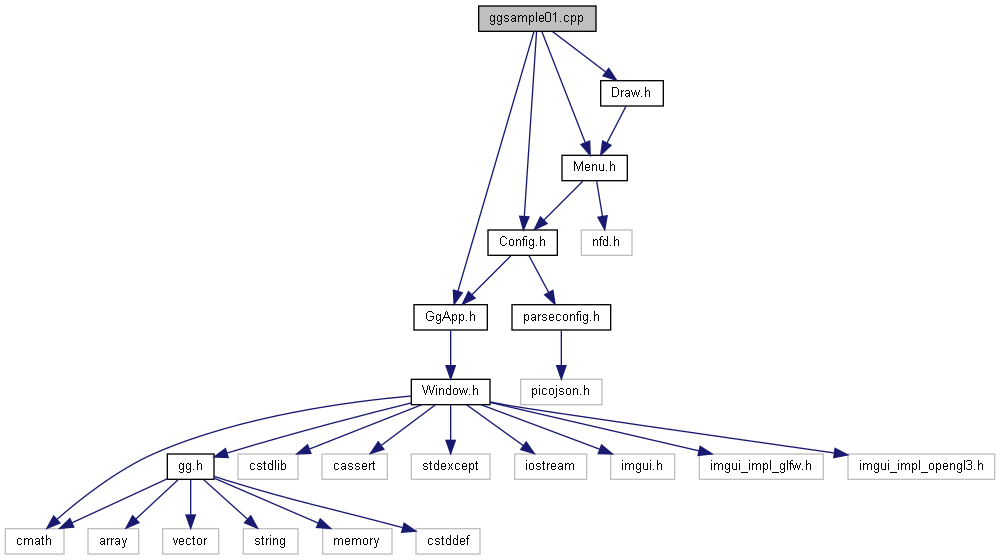 ggsample01.cpp
Draw.h
Menu.h
Config.h
nfd.h
GgApp.h
parseconfig.h
Window.h
picojson.h
gg.h
cstdlib
cassert
stdexcept
iostream
imgui.h
imgui_impl_glfw.h
imgui_impl_opengl3.h
cmath
array
vector
string
memory
cstddef